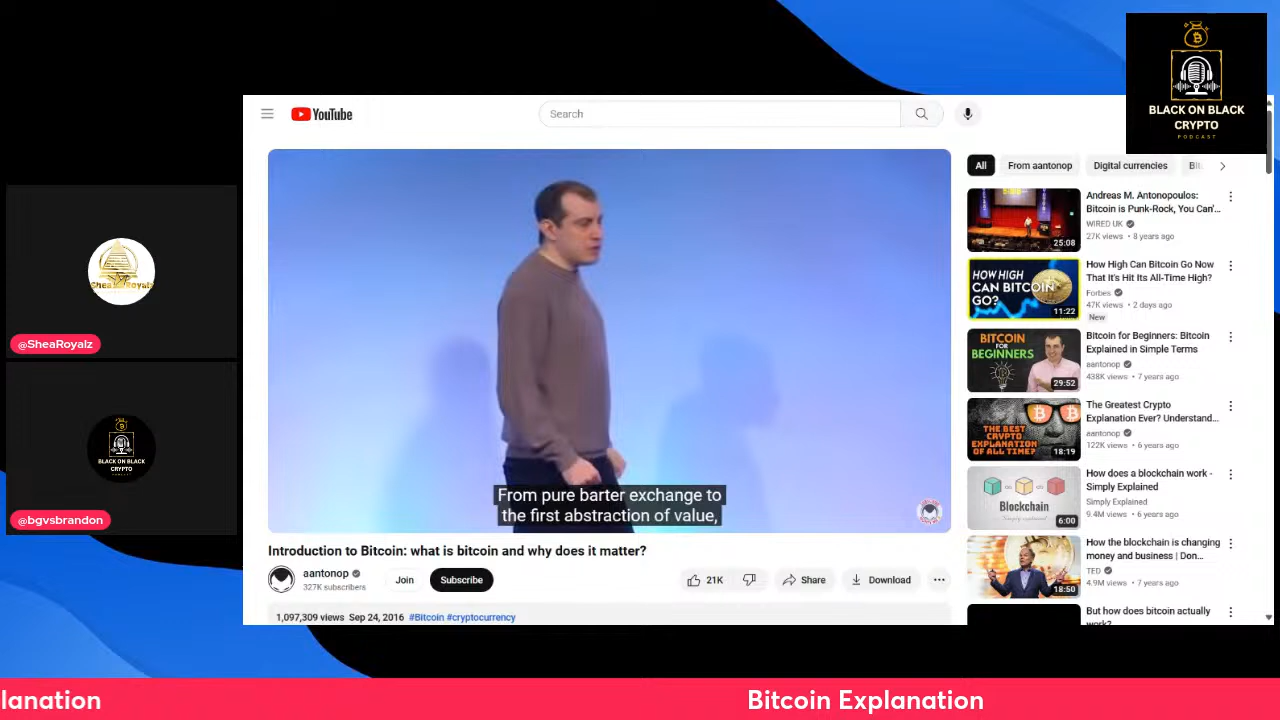 BLACK ON BLACK
CRYPTO
PODCAST
YouTube
Search
All
From aantonop
Digital currencies
From pure barter exchange to
the first abstraction of value,
Introduction to Bitcoin: what is bitcoin and why does it matter?
aantonop
327K subscribers
Join
Subscribe
21K
Share
Download
1,097,309 views Sep 24, 2016 #Bitcoin #cryptocurrency
25:08
Andreas M. Antonopoulos:
Bitcoin is Punk-Rock, You Can'...
WIRED UK
27K views • 8 years ago
HOW HIGH
CAN BITCOIN
GO?
11:22
How High Can Bitcoin Go Now
That It's Hit Its All-Time High?
Forbes
47K views • 2 days ago
New
BITCOIN
FOR
BEGINNERS
29:52
Bitcoin for Beginners: Bitcoin
Explained in Simple Terms
aantonop
438K views • 7 years ago
THE BEST
CRYPTO
EXPLANATION
OF ALL TIME?
18:19
The Greatest Crypto
Explanation Ever? Understand...
aantonop
122K views • 6 years ago
Blockchain
Simply explained
6:00
How does a blockchain work -
Simply Explained
Simply Explained
9.4M views • 6 years ago
18:50
How the blockchain is changing
money and business | Don...
TED
4.9M views • 7 years ago
But how does bitcoin actually
work?
SheaRoyalz
@SheaRoyalz
BLACK ON BLACK
CRYPTO
@bgvsbrandon
lanation
Bitcoin Explanation